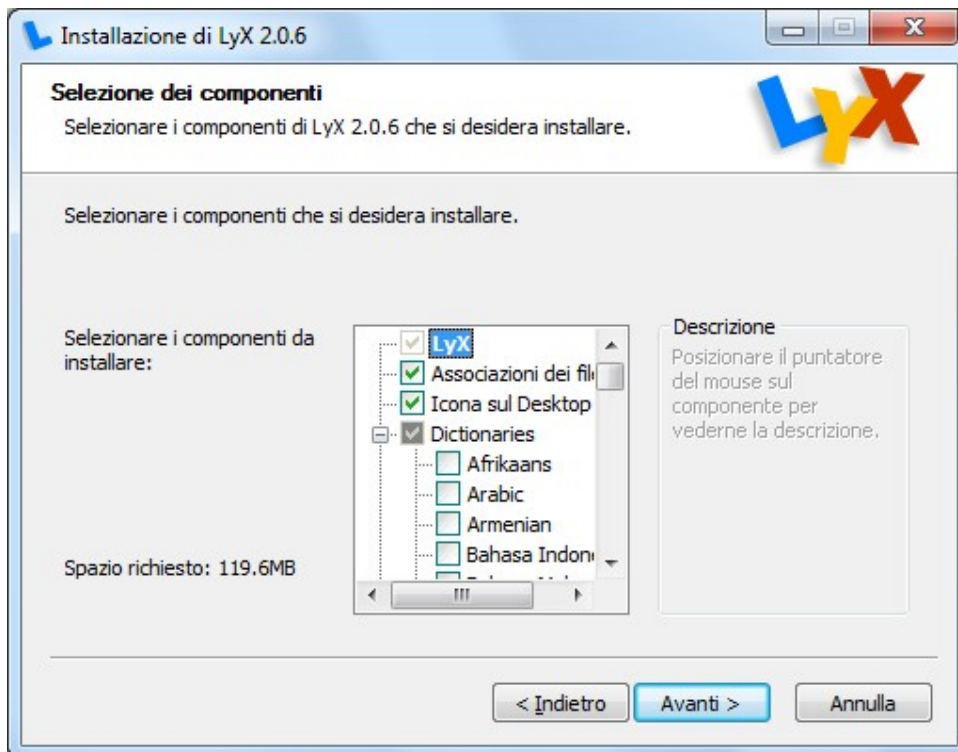 Installazione di LyX 2.0.6
Selezione dei componenti
Selezionare i componenti di LyX 2.0.6 che si desidera installare.
LyX
Selezionare i componenti che si desidera installare.
Selezionare i componenti da
installare:
LyX
Associazioni dei
Icona sul Desktop
Dictionaries
Afrikaans
Arabic
Armenian
Bahasa
Descrizione
Posizionare il puntatore
del mouse sul
componente per
vederne la descrizione.
Spazio richiesto: 119.6MB
< Indietro
Avanti >
Annulla